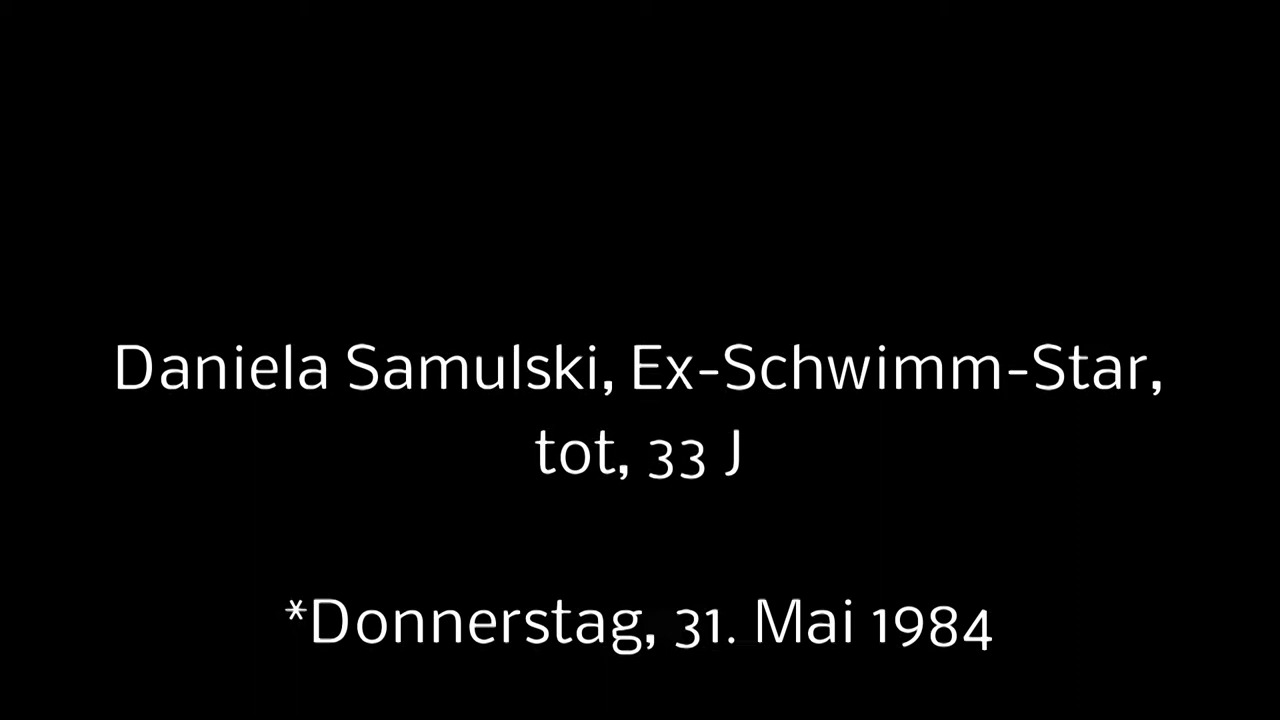 Daniela Samulski, Ex-Schwimm-Star,
tot, 33 J
*Donnerstag, 31. Mai 1984